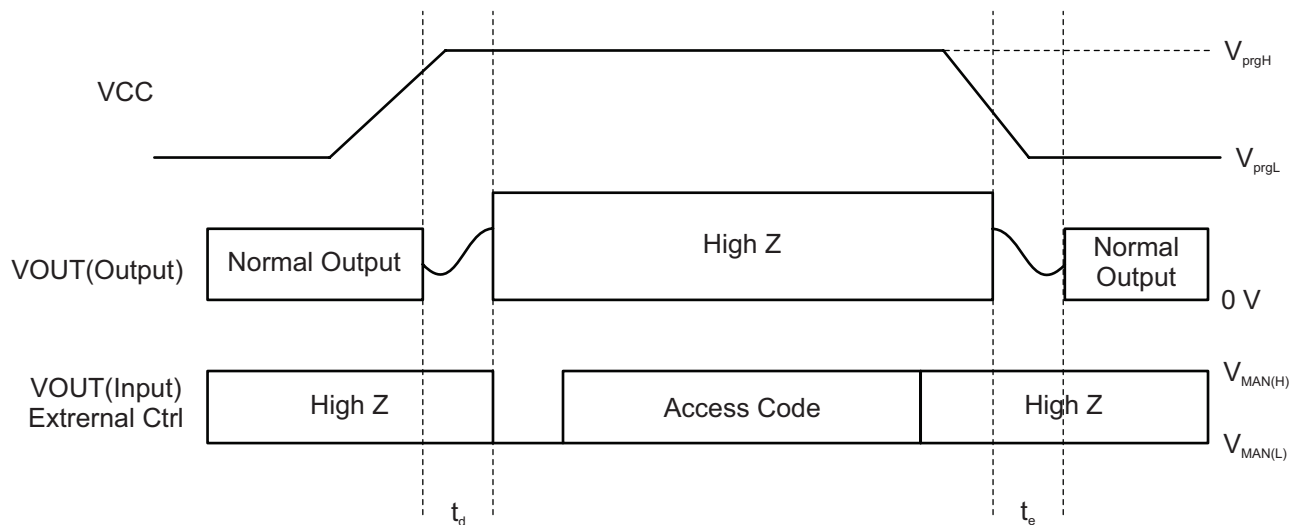 V_prgH
VCC
V_prgL
Normal Output
High Z
Normal
Output
VOUT(Output)
0 V
VOUT(Input)
Extrernal Ctrl
High Z
Access Code
High Z
V_MAN(H)
V_MAN(L)
t_d
t_e